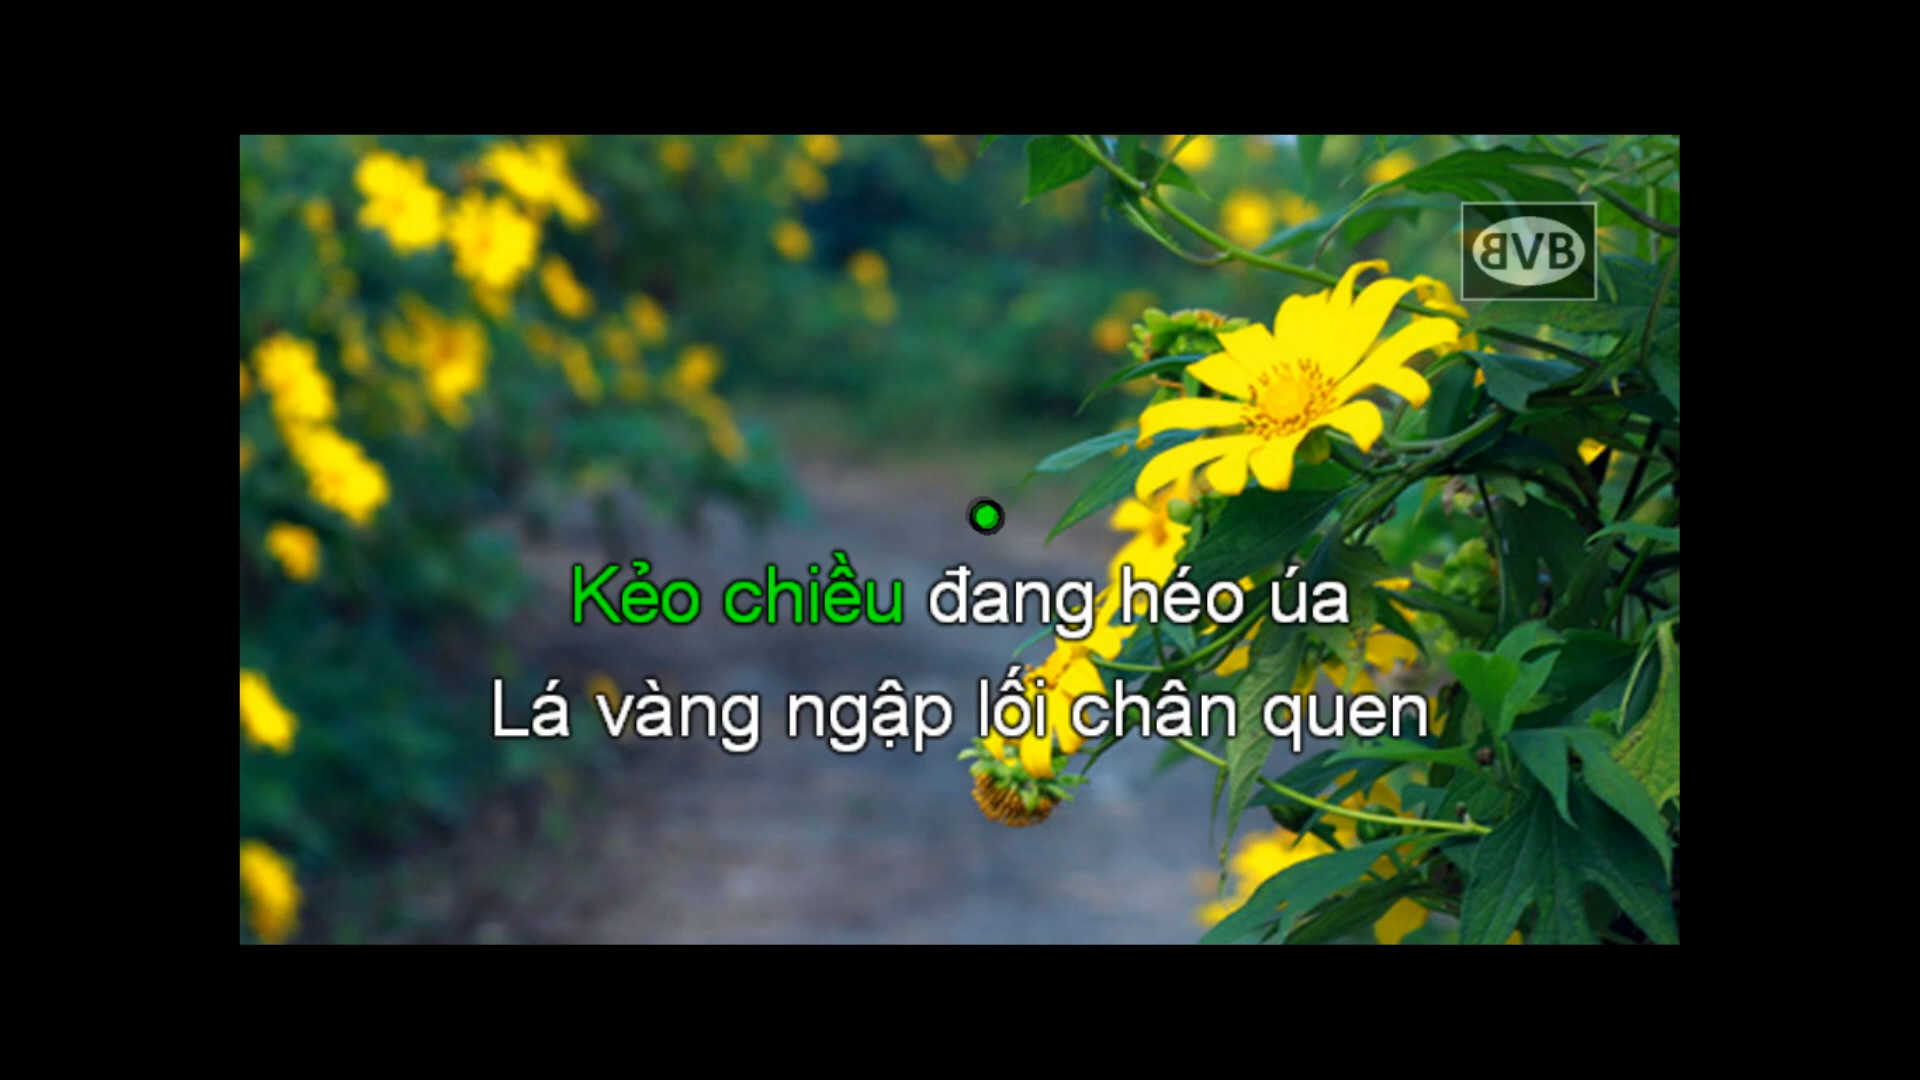 BVB
Kẻo chiều đang héo úa
Lá vàng ngập lối chân quen